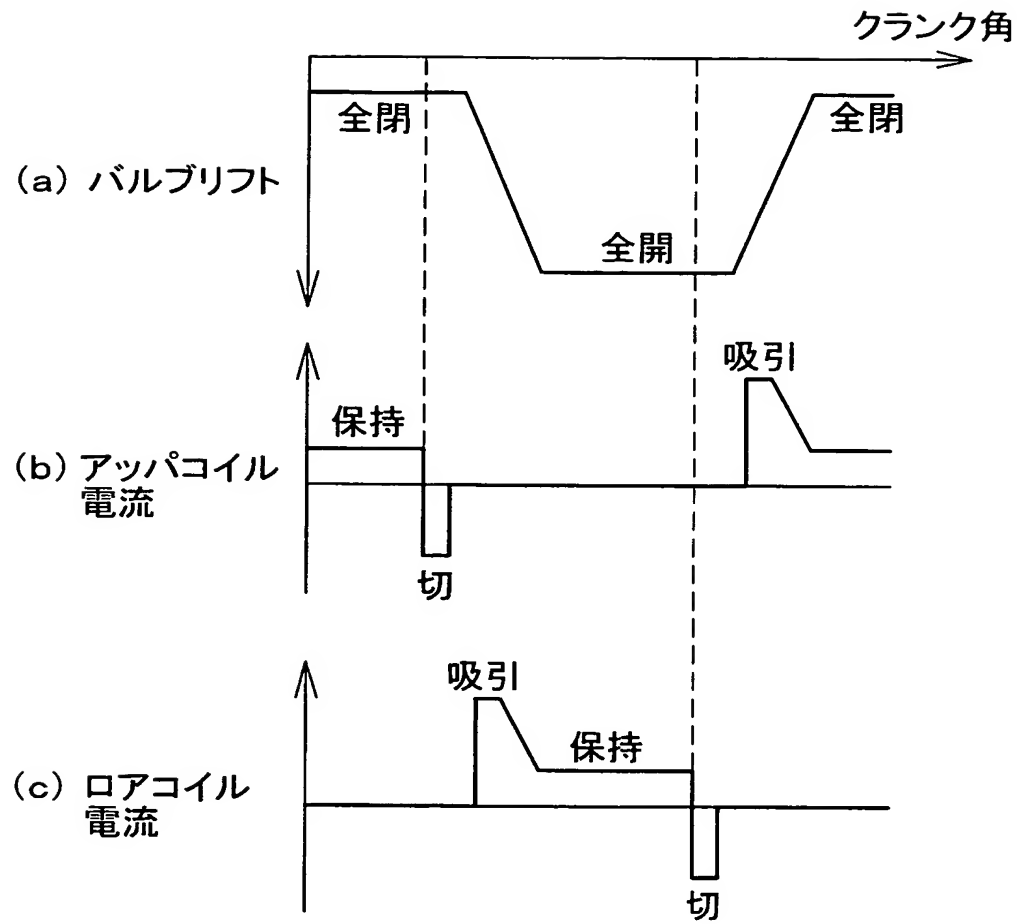 クランク角
全閉
全閉
(a) バルブリフト
全開
吸引
保持
(b) アッパコイル
電流
切
吸引
保持
(c) ロアコイル
電流
切